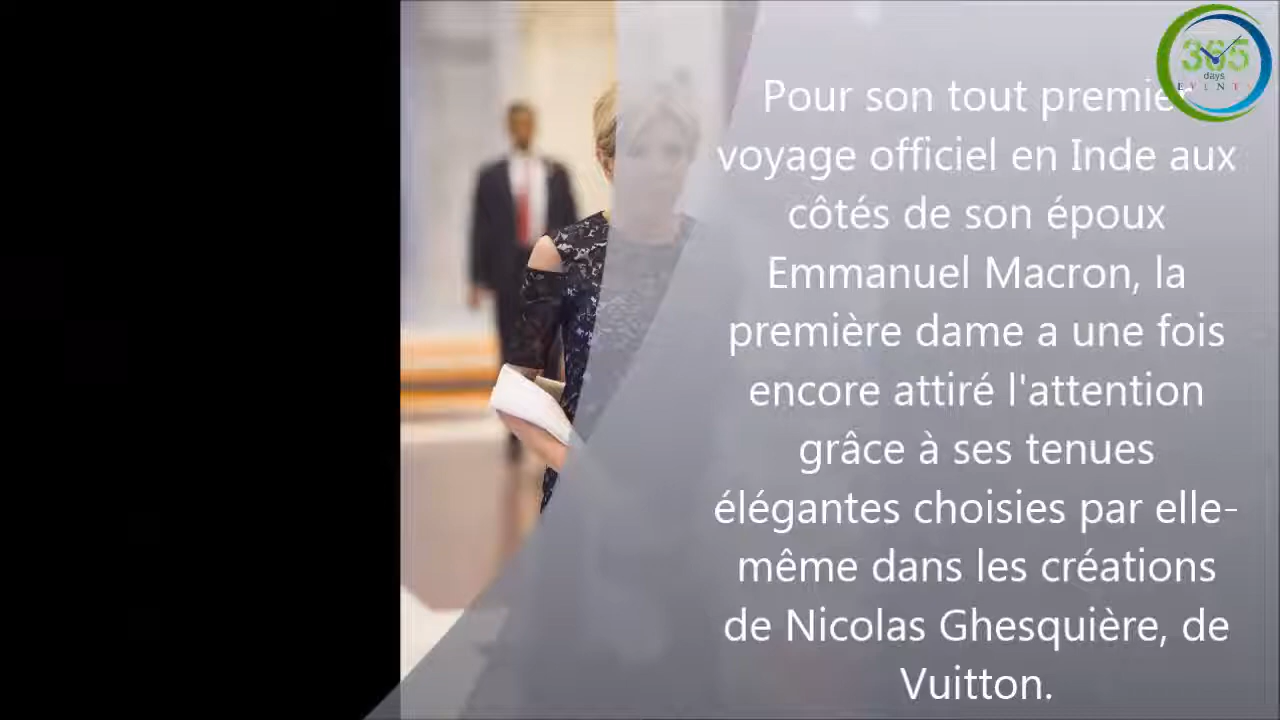 365
days
EVENTS
Pour son tout premier
voyage officiel en Inde aux
côtés de son époux
Emmanuel Macron, la
première dame a une fois
encore attiré l'attention
grâce à ses tenues
élégantes choisies par elle-
même dans les créations
de Nicolas Ghesquière, de
Vuitton.